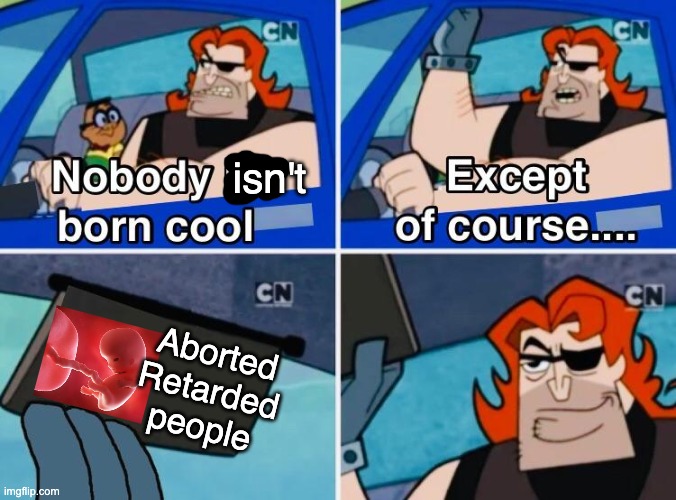 CN
CN
Nobody isn't
born cool
Except
of course....
CN
CN
Aborted
Retarded
people
imgflip.com